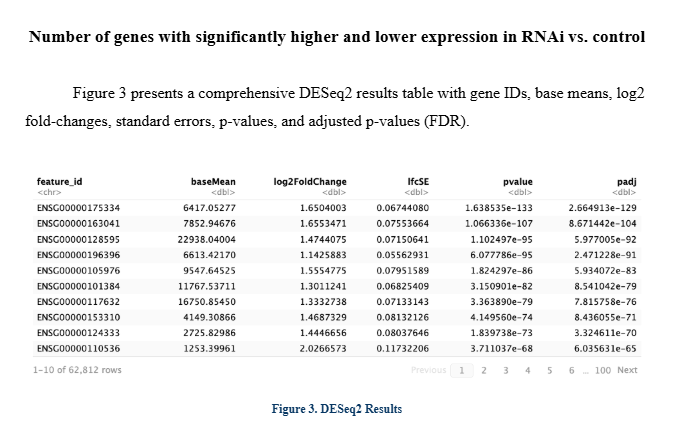 Number of genes with significantly higher and lower expression in RNAi vs. control
Figure 3 presents a comprehensive DESeq2 results table with gene IDs, base means, log2
fold-changes, standard errors, p-values, and adjusted p-values (FDR).
feature_id baseMean log2FoldChange lfcSE pvalue padj
<chr> <dbl> <dbl> <dbl> <dbl> <dbl>
ENSG00000175334 6417.05277 1.6504003 0.06744080 1.638535e-133 2.664913e-129
ENSG00000163041 7852.94676 1.6553471 0.07553664 1.066336e-107 8.671442e-104
ENSG00000128595 22938.04004 1.4744075 0.07150641 1.102497e-95 5.977005e-92
ENSG00000196396 6613.42170 1.1425883 0.05562931 6.077786e-95 2.471228e-91
ENSG00000105976 9547.64525 1.5554775 0.07951589 1.824297e-86 5.934072e-83
ENSG00000101384 11767.53711 1.3011241 0.06825409 3.150901e-82 8.541042e-79
ENSG00000117632 16750.85450 1.3332738 0.07133143 3.363890e-79 7.815758e-76
ENSG00000153310 4149.30866 1.4687329 0.08132126 4.149560e-74 8.436055e-71
ENSG00000124333 2725.82986 1.4446656 0.08037646 1.839738e-73 3.324611e-70
ENSG00000110536 1253.39961 2.0266573 0.11732206 3.711037e-68 6.035631e-65
1-10 of 62,812 rows Previous 1 2 3 4 5 6 ... 100 Next
Figure 3. DESeq2 Results